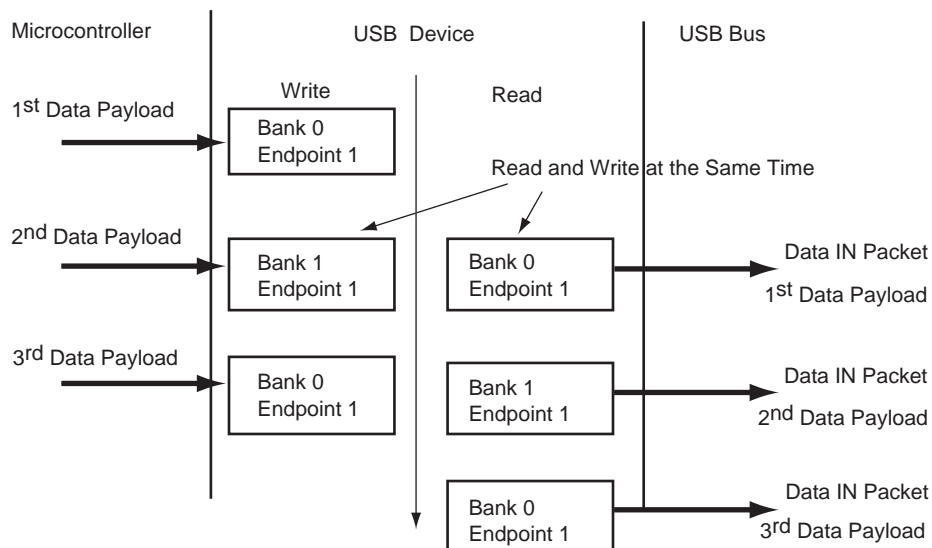 Microcontroller
USB Device
USB Bus
Write
Read
1st Data Payload
Bank 0
Endpoint 1
Read and Write at the Same Time
2nd Data Payload
Bank 1
Endpoint 1
Bank 0
Endpoint 1
Data IN Packet
1st Data Payload
3rd Data Payload
Bank 0
Endpoint 1
Bank 1
Endpoint 1
Data IN Packet
2nd Data Payload
Bank 0
Endpoint 1
Data IN Packet
3rd Data Payload